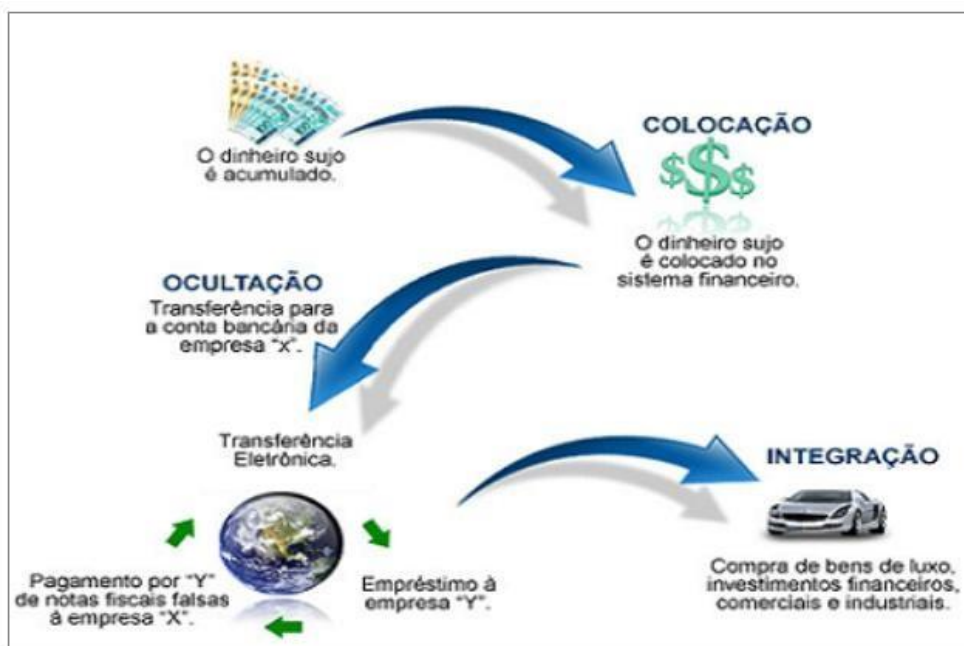 O dinheiro sujo
é acumulado.
COLOCAÇÃO
$$$
O dinheiro sujo
é colocado no
sistema financeiro.
OCULTAÇÃO
Transferência para
a conta bancária da
empresa “x”.
Transferência
Eletrônica.
Empréstimo à
empresa “Y”.
Pagamento por “Y”
de notas fiscais falsas
à empresa “X”.
INTEGRAÇÃO
Compra de bens de luxo,
investimentos financeiros,
comerciais e industriais.